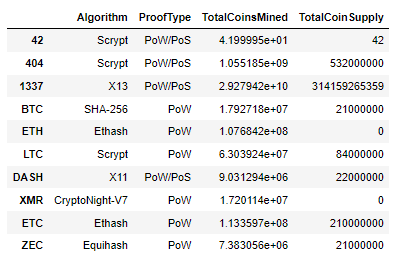 Algorithm ProofType TotalCoinsMined TotalCoinSupply
42 Scrypt PoW/PoS 4.199995e+01 42
404 Scrypt PoW/PoS 1.055185e+09 532000000
1337 X13 PoW/PoS 2.927942e+10 314159265359
BTC SHA-256 PoW 1.792718e+07 21000000
ETH Ethash PoW 1.076842e+08 0
LTC Scrypt PoW 6.303924e+07 84000000
DASH X11 PoW/PoS 9.031294e+06 22000000
XMR CryptoNight-V7 PoW 1.720114e+07 0
ETC Ethash PoW 1.133597e+08 210000000
ZEC Equihash PoW 7.383056e+06 21000000